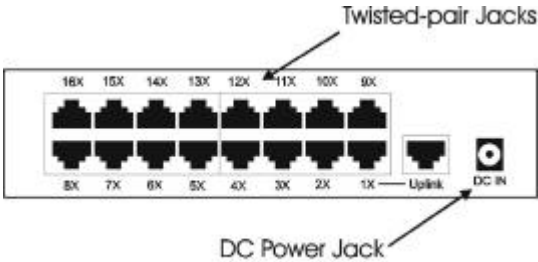 Twisted-pair Jacks
16X 15X 14X 13X 12X 11X 10X 9X
8X 7X 6X 5X 4X 3X 2X 1X Uplink DC IN
DC Power Jack